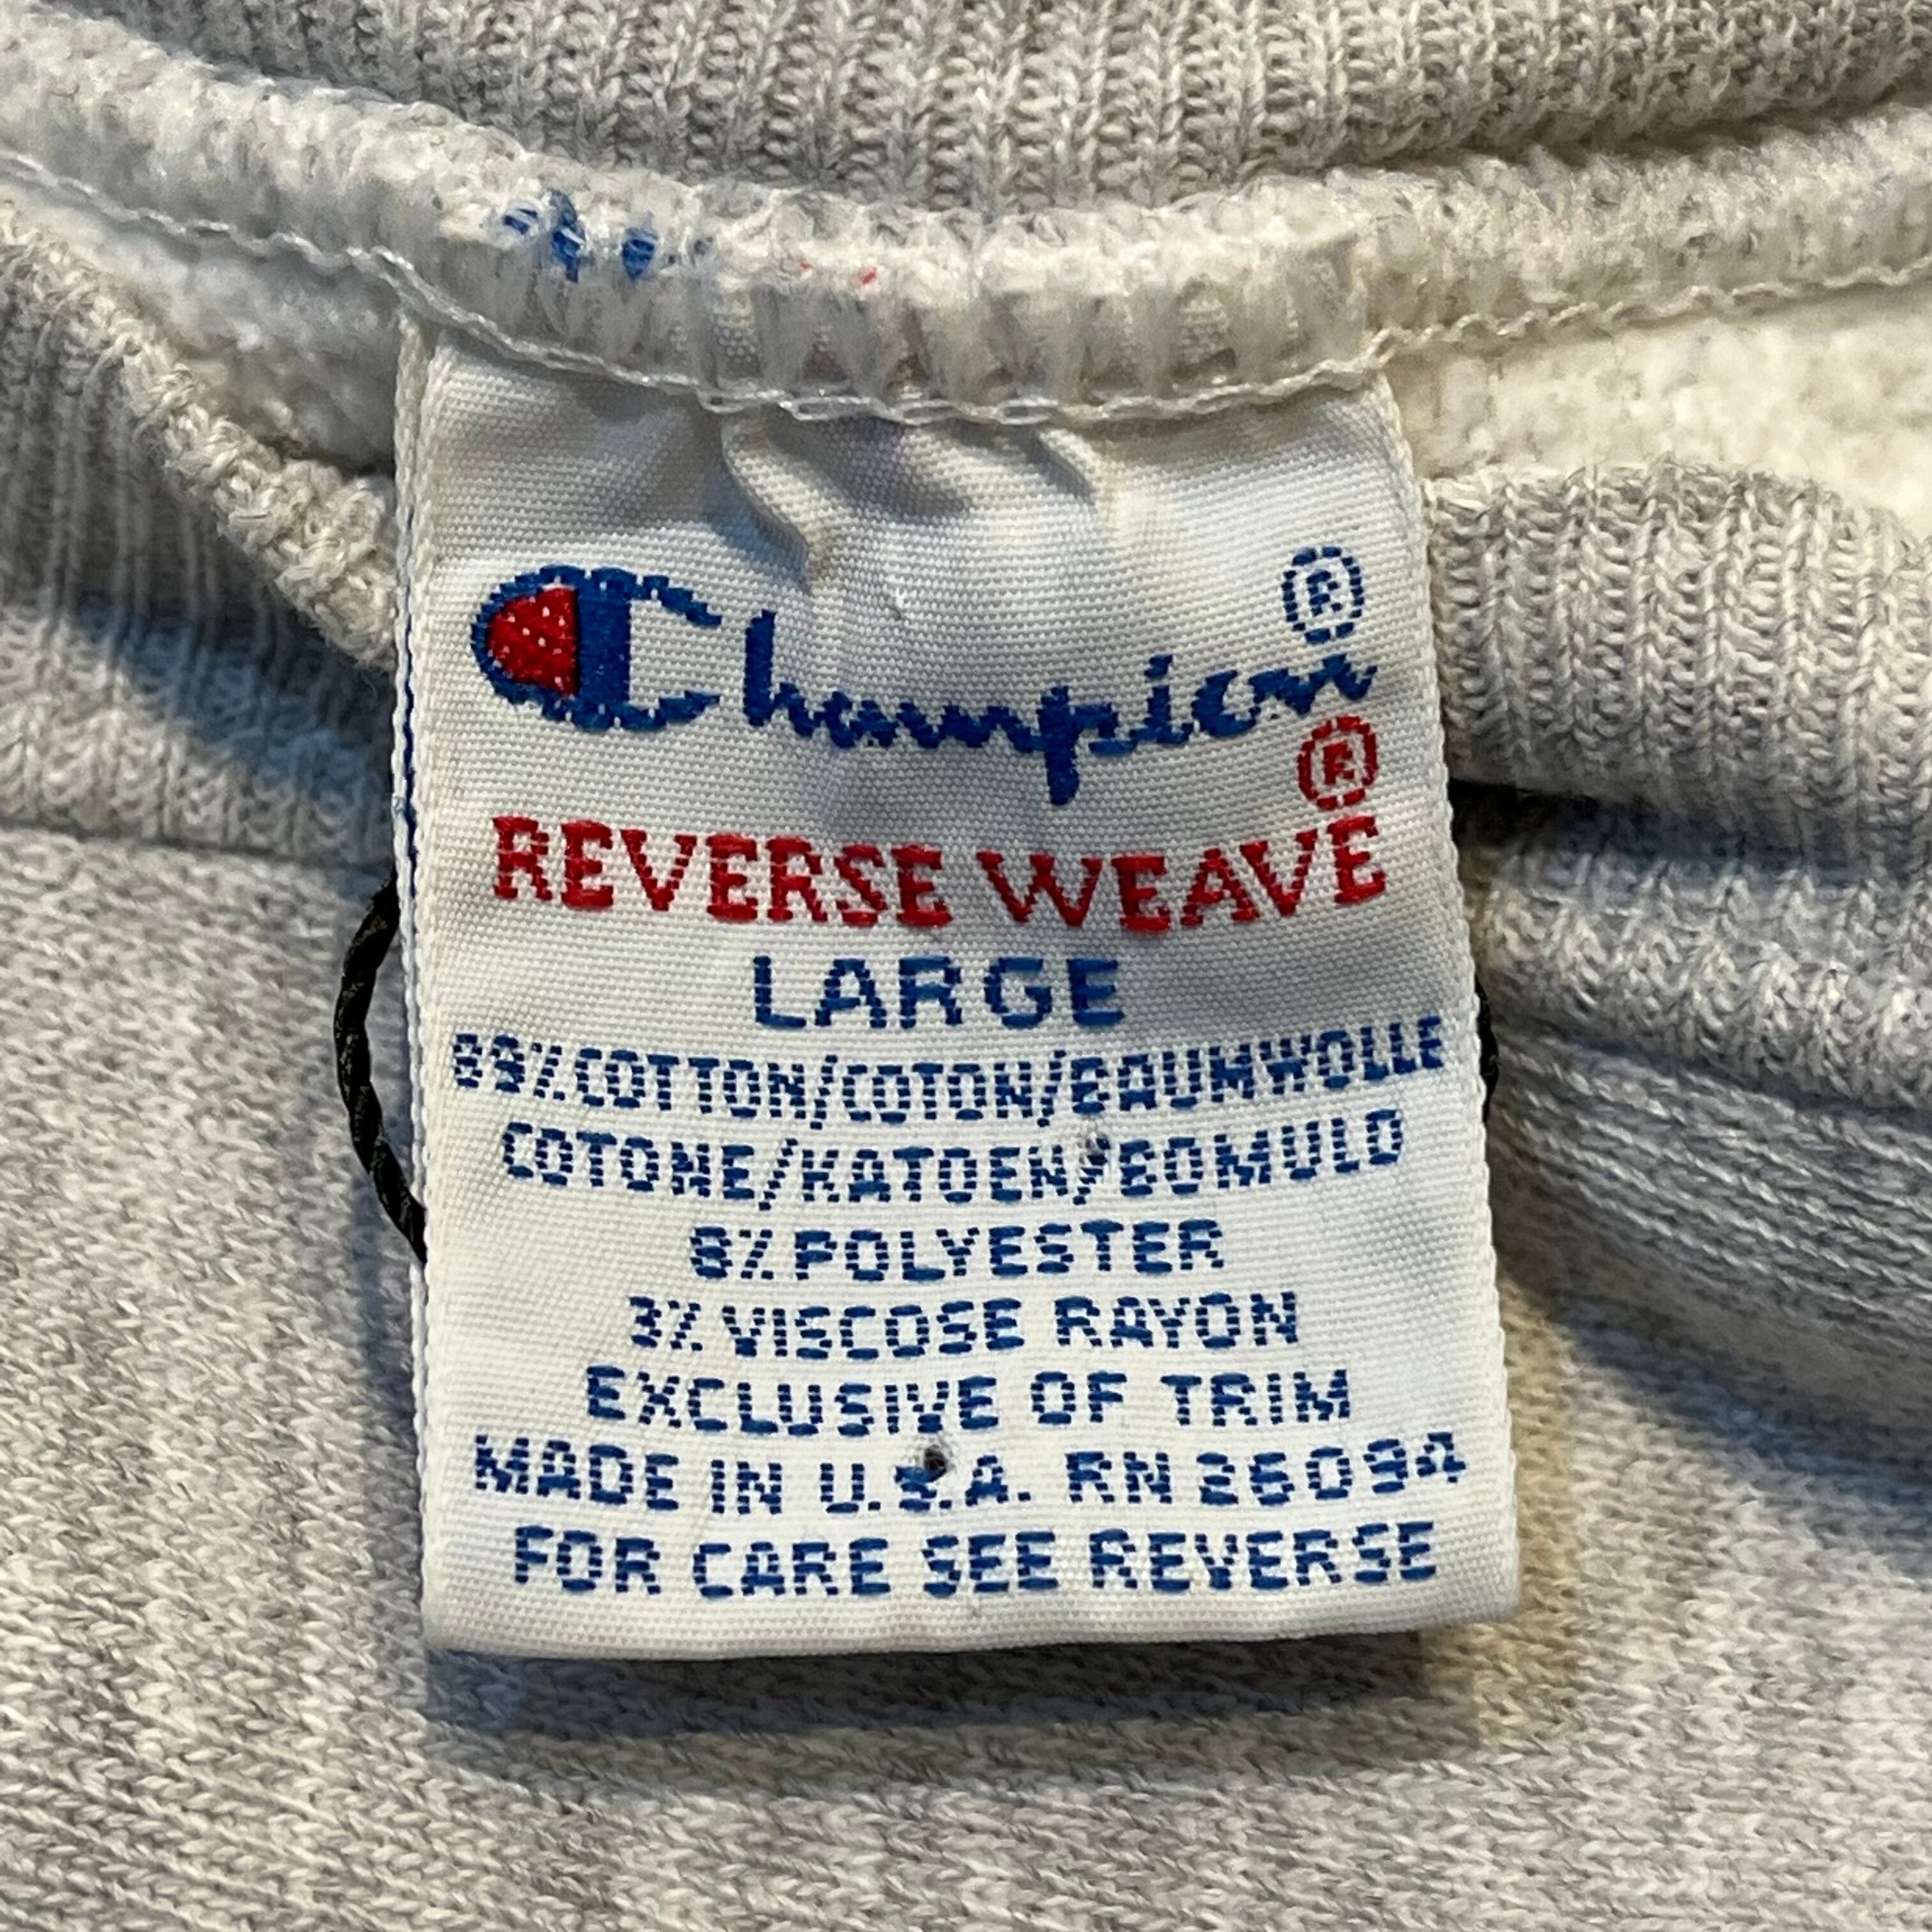 Champion®
®
REVERSE WEAVE
LARGE
89% COTTON/COTON/BAUMWOLLE
COTONE/KATOEN/BOMULD
8% POLYESTER
3% VISCOSE RAYON
EXCLUSIVE OF TRIM
MADE IN U.S.A. RN 26094
FOR CARE SEE REVERSE